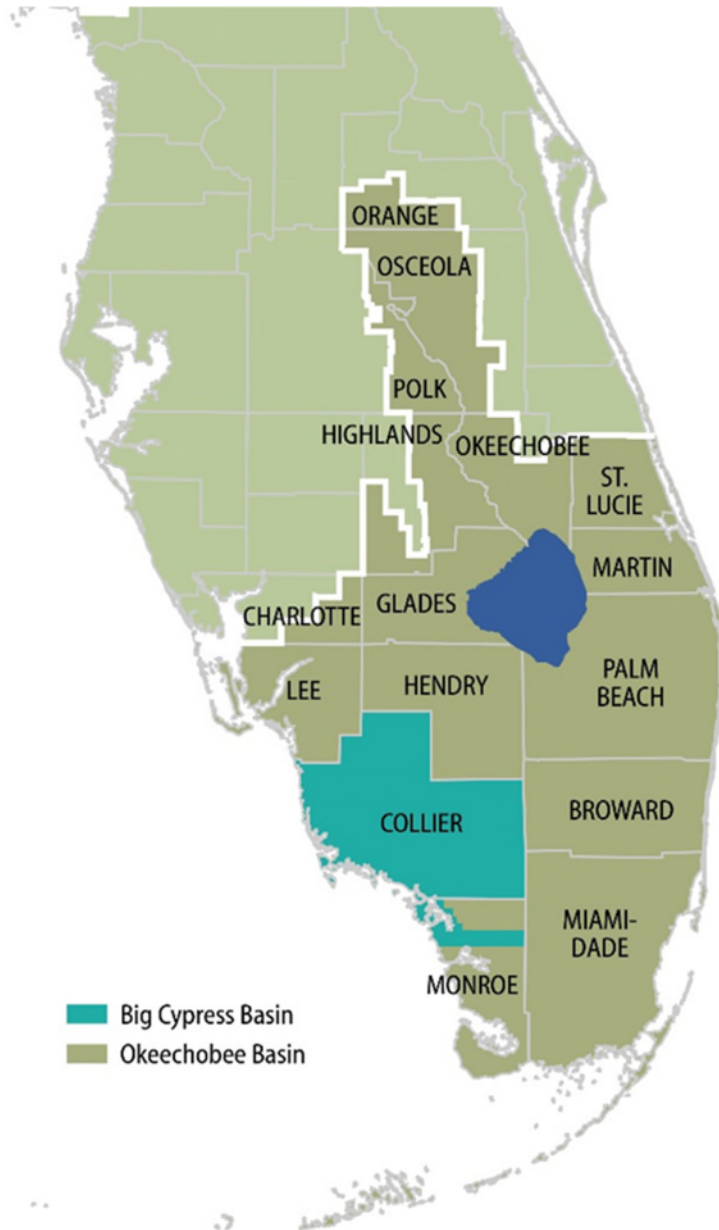 ORANGE
OSCEOLA
POLK
HIGHLANDS
OKEECHOBEE
ST.
LUCIE
MARTIN
CHARLOTTE
GLADES
PALM
BEACH
LEE
HENDRY
COLLIER
BROWARD
MIAMI-
DADE
MONROE
Big Cypress Basin
Okeechobee Basin